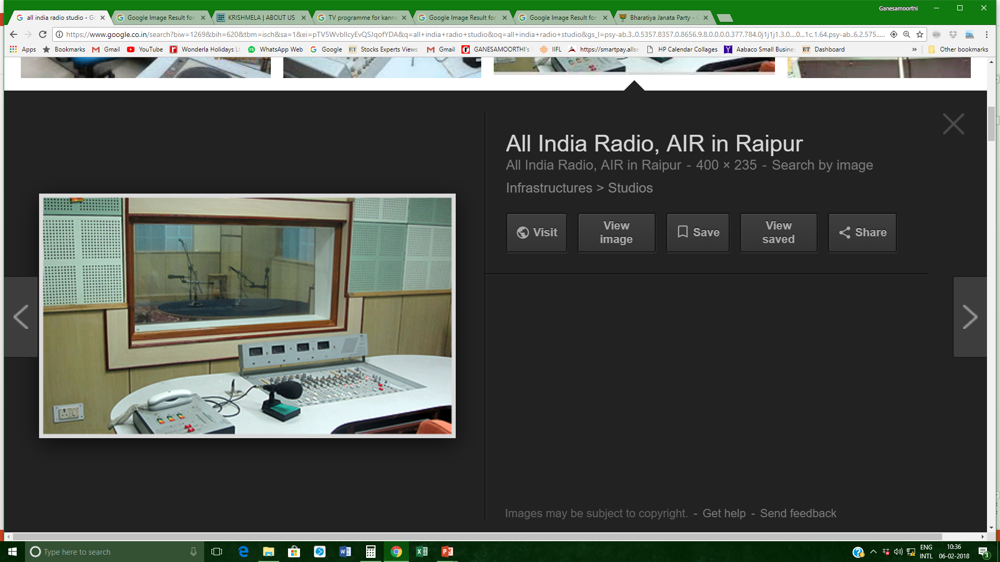 Ganesamoorthi
all india radio studio - Go
Google Image Result for
KRISHMELA | ABOUT US
TV programme for kanna
Google Image Result for
Google Image Result for
Bharatiya Janata Party -
https://www.google.co.in/search?biw=1269&bih=620&tbm=isch&sa=1&ei=pTV5WvblIcyEvQSJqofYDA&q=all+india+radio+studio&oq=all+india+radio+studio&gs_l=psy-ab.3..0.5357.8357.0.8656.9.8.0.0.0.0.377.784.0j1j1j1.3.0....0...1c.1.64.psy-ab..6.2.575.....
Apps
Bookmarks
Gmail
YouTube
Wonderla Holidays Lt
WhatsApp Web
Google
ET Stocks Experts Views
Gmail
GANESAMOORTHI's
IIFL
https://smartpay.allse
HP Calendar Collages
Aabaco Small Busine
ET Dashboard
»
Other bookmarks
All India Radio, AIR in Raipur
All India Radio, AIR in Raipur - 400 × 235 - Search by image
Infrastructures > Studios
Visit
View image
Save
View saved
Share
Images may be subject to copyright. - Get help - Send feedback
Type here to search
ENG
INTL
10:36
06-02-2018
3